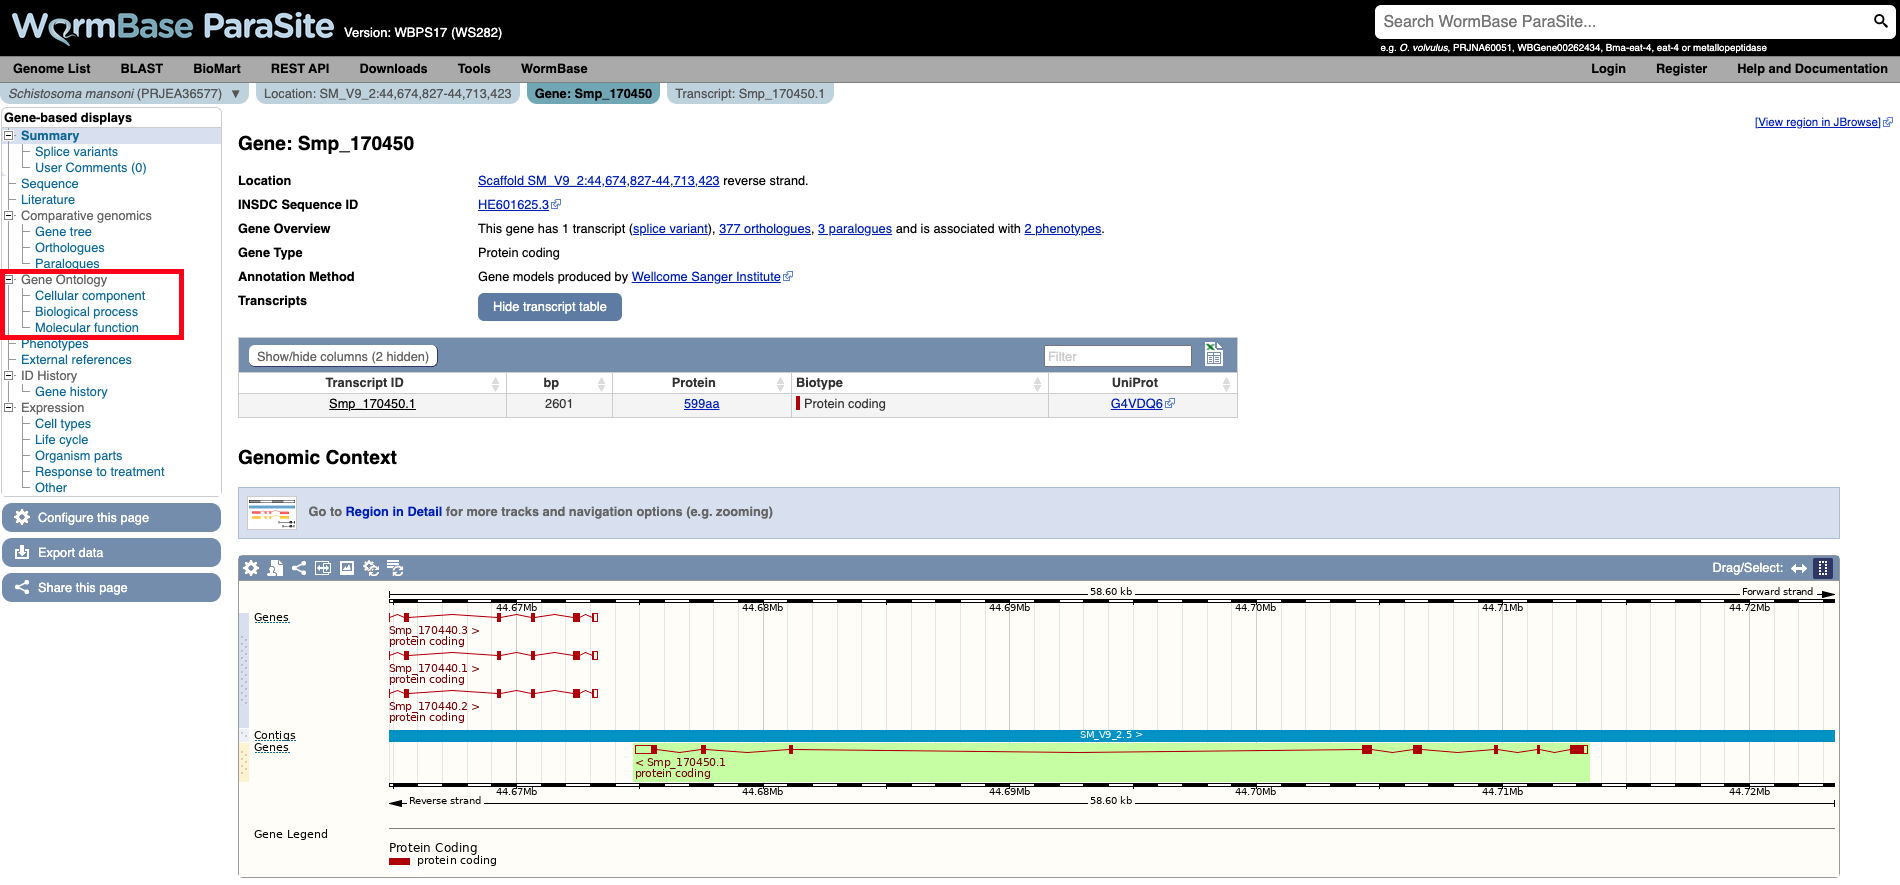 WormBase ParaSite Version: WBPS17 (WS282)
Search WormBase ParaSite...
e.g. O. volvulus, PRJNA60051, WBGene00262434, Bma-eat-4, eat-4 or metallopeptidase
Genome List BLAST BioMart REST API Downloads Tools WormBase Login Register Help and Documentation
Schistosoma mansoni (PRJEA36577) ▼ Location: SM_V9_2:44,674,827-44,713,423 Gene: Smp_170450 Transcript: Smp_170450.1
Gene-based displays
Summary
Splice variants
User Comments (0)
Sequence
Literature
Comparative genomics
Gene tree
Orthologues
Paralogues
Gene Ontology
Cellular component
Biological process
Molecular function
Phenotypes
External references
ID History
Gene history
Expression
Cell types
Life cycle
Organism parts
Response to treatment
Other
Configure this page
Export data
Share this page
[View region in JBrowse]
Gene: Smp_170450
Location Scaffold SM_V9_2:44,674,827-44,713,423 reverse strand.
INSDC Sequence ID HE601625.3
Gene Overview This gene has 1 transcript (splice variant), 377 orthologues, 3 paralogues and is associated with 2 phenotypes.
Gene Type Protein coding
Annotation Method Gene models produced by Wellcome Sanger Institute
Transcripts Hide transcript table
Show/hide columns (2 hidden) Filter
Transcript ID bp Protein Biotype UniProt
Smp_170450.1 2601 599aa Protein coding G4VDQ6
Genomic Context
Go to Region in Detail for more tracks and navigation options (e.g. zooming)
Drag/Select:
58.60 kb Forward strand
44.67Mb 44.68Mb 44.69Mb 44.70Mb 44.71Mb 44.72Mb
Genes
Smp_170440.3 >
protein coding
Smp_170440.1 >
protein coding
Smp_170440.2 >
protein coding
Contigs SM_V9_2.5 >
Genes
< Smp_170450.1
protein coding
44.67Mb 44.68Mb 44.69Mb 44.70Mb 44.71Mb 44.72Mb
Reverse strand 58.60 kb
Gene Legend
Protein Coding
protein coding